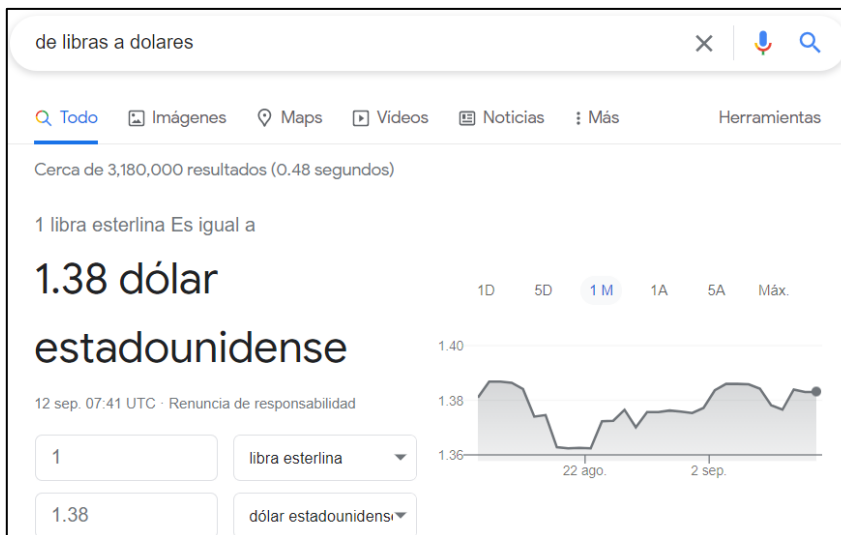 de libras a dolares
Todo Imágenes Maps Videos Noticias Más Herramientas
Cerca de 3,180,000 resultados (0.48 segundos)
1 libra esterlina Es igual a
1.38 dólar
estadounidense
12 sep. 07:41 UTC · Renuncia de responsabilidad
1 libra esterlina
1.38 dólar estadounidens
1D 5D 1 M 1A 5A Máx.
1.40
1.38
1.36
22 ago. 2 sep.